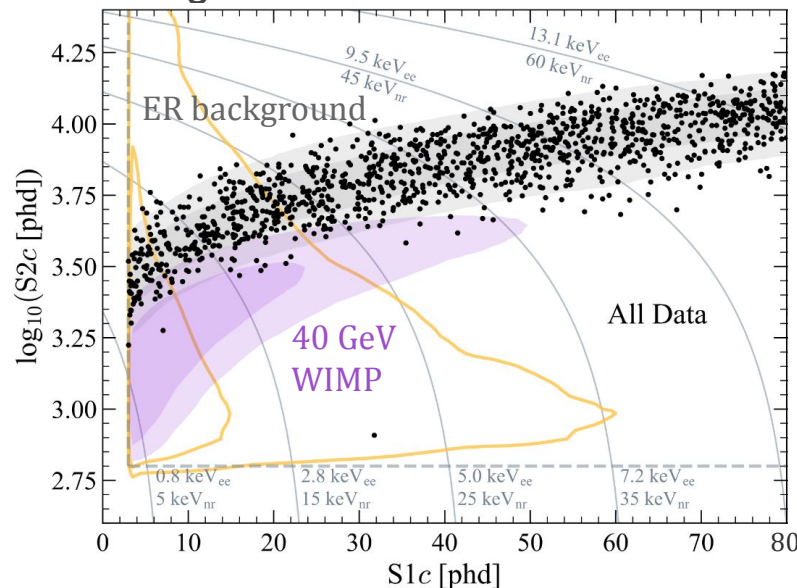 4.25
4.00
3.75
3.50
3.25
3.00
2.75
log₁₀(S2c [phd]
ER background
9.5 keVₑₑ
45 keVₙᵣ
13.1 keVₑₑ
60 keVₙᵣ
All Data
40 GeV
WIMP
0.8 keVₑₑ
5 keVₙᵣ
2.8 keVₑₑ
15 keVₙᵣ
5.0 keVₑₑ
25 keVₙᵣ
7.2 keVₑₑ
35 keVₙᵣ
0 10 20 30 40 50 60 70 80
S1c [phd]